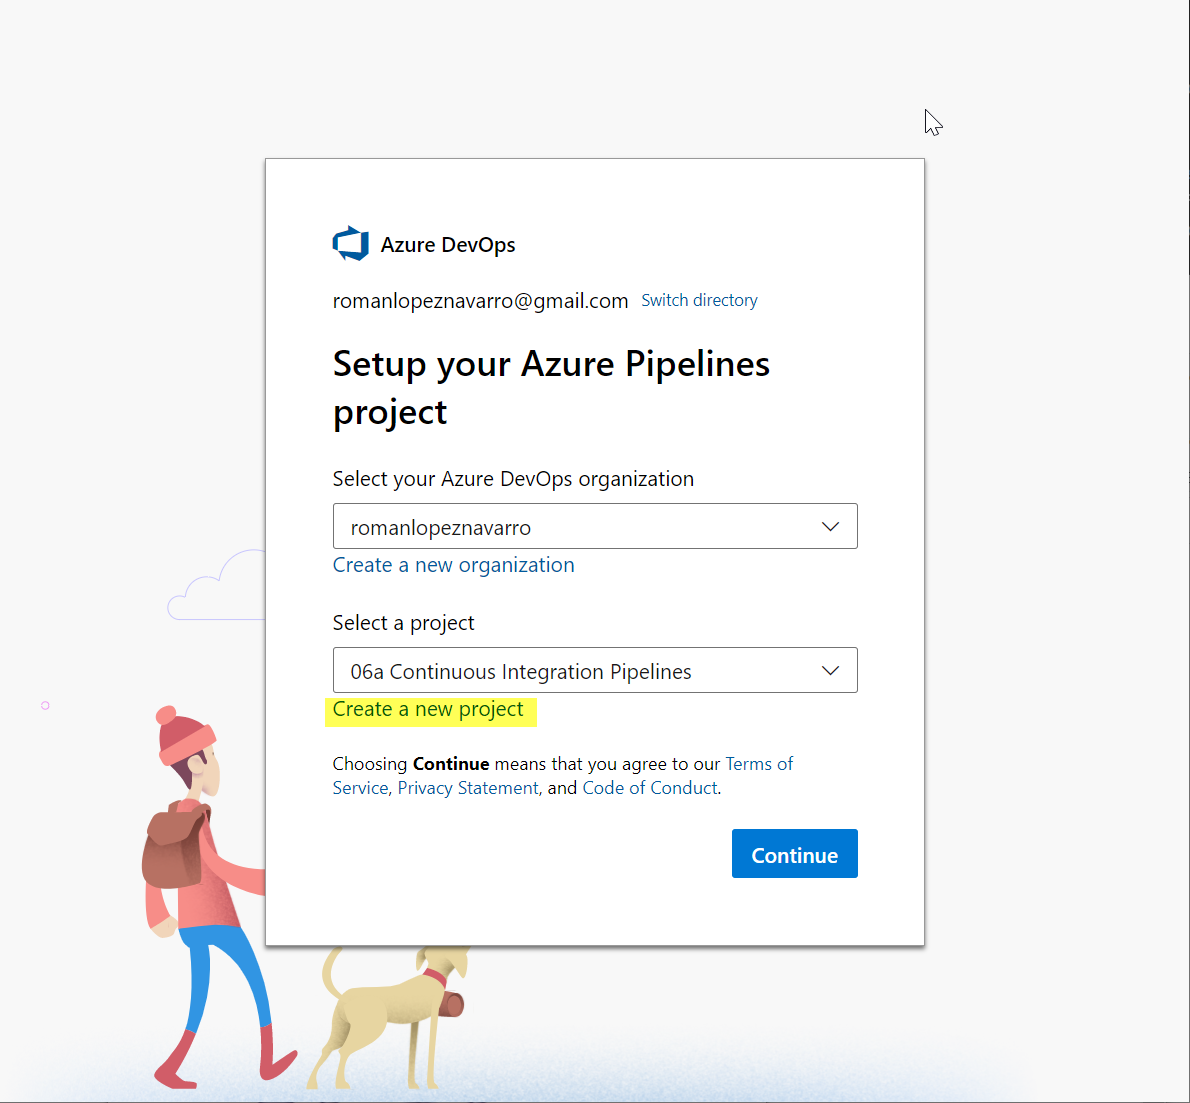 Azure DevOps
romanlopeznavarro@gmail.com Switch directory
Setup your Azure Pipelines
project
Select your Azure DevOps organization
romanlopeznavarro
Create a new organization
Select a project
06a Continuous Integration Pipelines
Create a new project
Choosing Continue means that you agree to our Terms of
Service, Privacy Statement, and Code of Conduct.
Continue